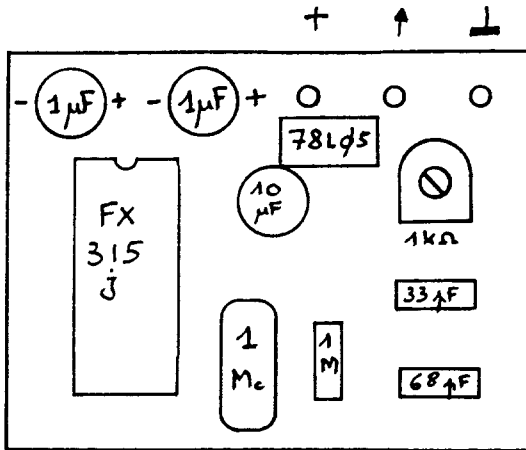 + ↑ ⊥
- 1µF + - 1µF +
78L05
10
µF
FX
315
j
1kΩ
33pF
1
Mc
1
M
68pF